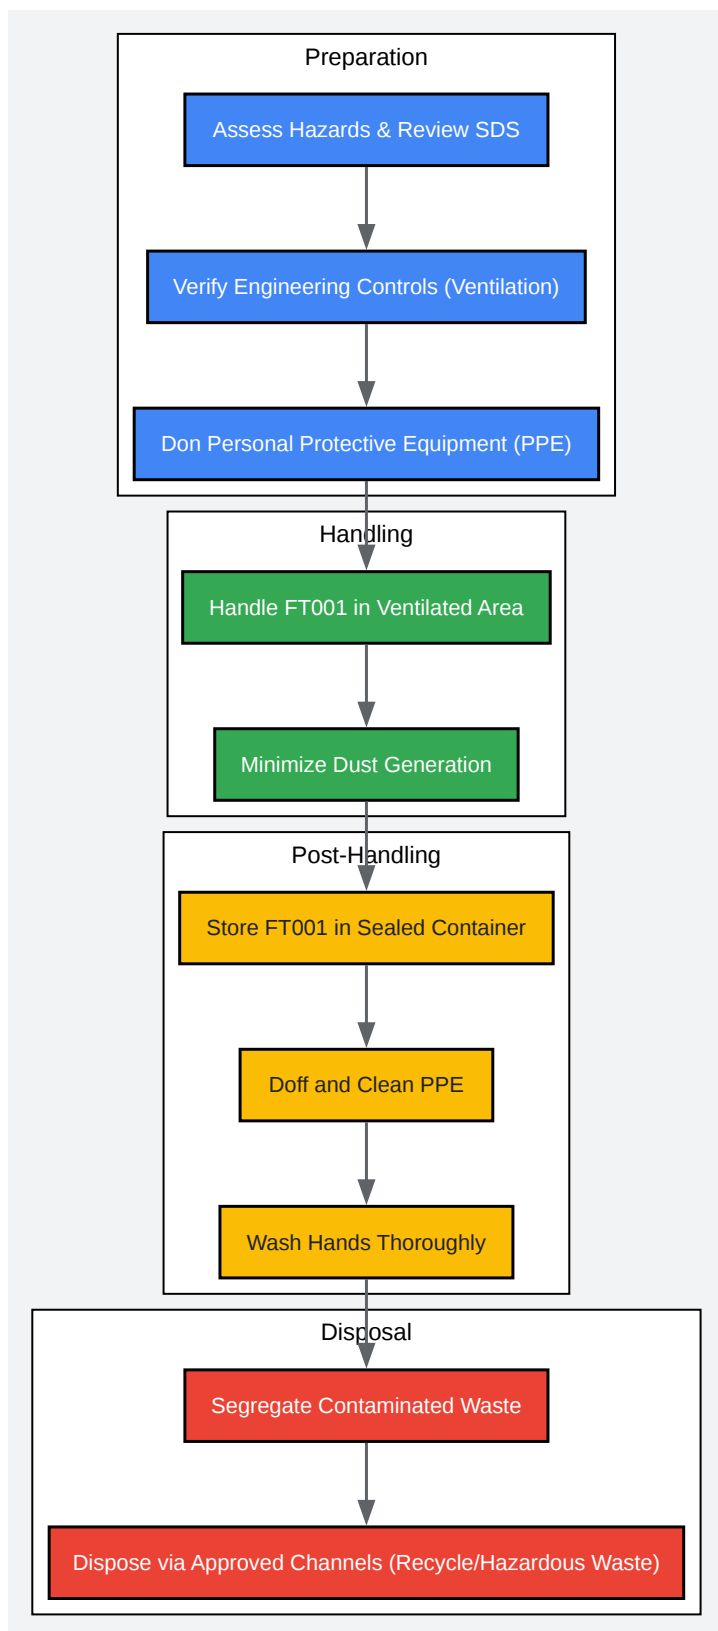 Preparation
Assess Hazards & Review SDS
Verify Engineering Controls (Ventilation)
Don Personal Protective Equipment (PPE)
Handling
Handle FT001 in Ventilated Area
Minimize Dust Generation
Post-Handling
Store FT001 in Sealed Container
Doff and Clean PPE
Wash Hands Thoroughly
Disposal
Segregate Contaminated Waste
Dispose via Approved Channels (Recycle/Hazardous Waste)